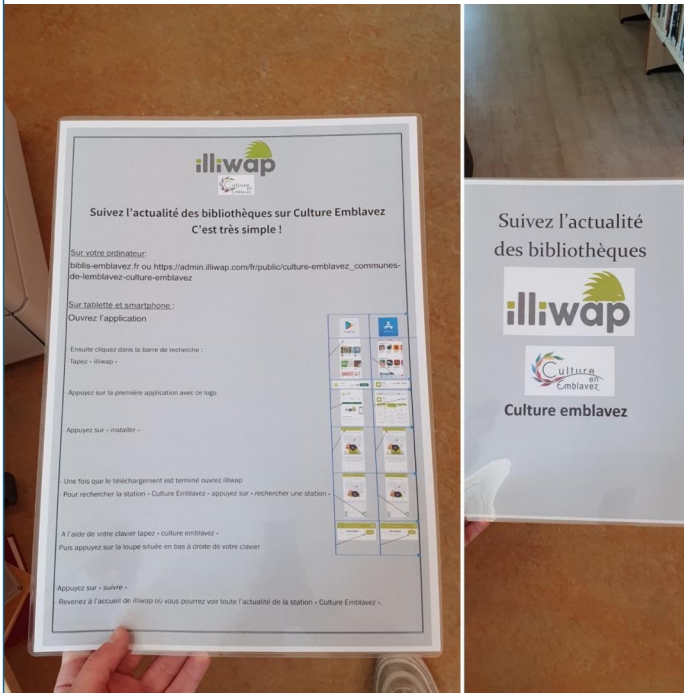 illiwap
Culture
en
Emblavez
Suivez l'actualité des bibliothèques sur Culture Emblavez
C'est très simple !
Sur votre ordinateur:
biblis-emblavez.fr ou https://admin.illiwap.com/fr/public/culture-emblavez_communes-
de-lemblavez-culture-emblavez
Sur tablette et smartphone :
Ouvrez l'application
- Ensuite cliquez dans la barre de recherche :
- Tapez « illiwap »
- Appuyez sur la première application avec ce logo
- Appuyez sur « installer »
- Une fois que le téléchargement est terminé ouvrez illiwap
- Pour rechercher la station « Culture Emblavez » appuyez sur « rechercher une station »
- A l'aide de votre clavier tapez « culture emblavez »
Puis appuyez sur la loupe située en bas à droite de votre clavier
- Appuyez sur « suivre »
- Revenez à l'accueil de illiwap où vous pourrez voir toute l'actualité de la station « Culture Emblavez ».
Suivez l'actualité
des bibliothèques
illiwap
Culture
en
Emblavez
Culture emblavez